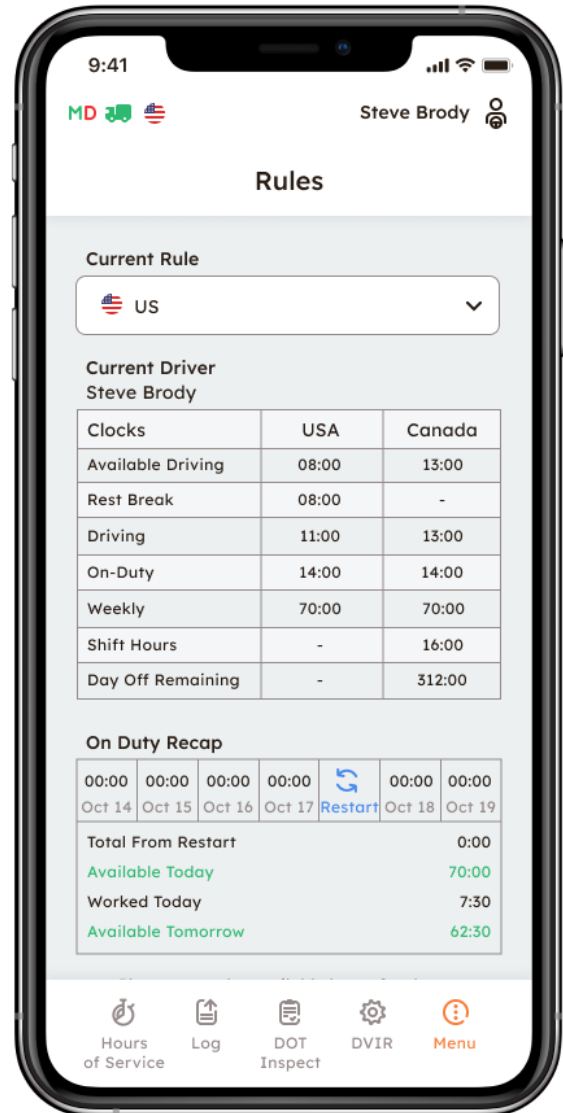 9:41
MD Steve Brody
Rules
Current Rule
US
Current Driver
Steve Brody
Clocks USA Canada
Available Driving 08:00 13:00
Rest Break 08:00 -
Driving 11:00 13:00
On-Duty 14:00 14:00
Weekly 70:00 70:00
Shift Hours - 16:00
Day Off Remaining - 312:00
On Duty Recap
00:00 00:00 00:00 00:00 00:00 00:00
Oct 14 Oct 15 Oct 16 Oct 17 Restart Oct 18 Oct 19
Total From Restart 0:00
Available Today 70:00
Worked Today 7:30
Available Tomorrow 62:30
Hours of Service Log DOT Inspect DVIR Menu